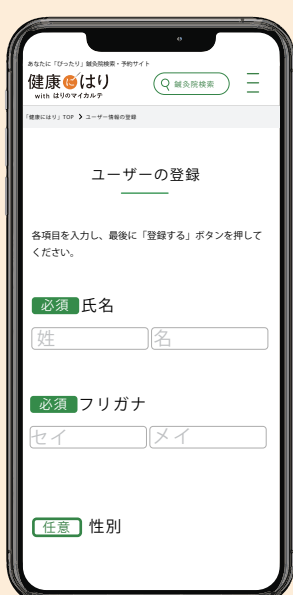 あなたに「ぴったり」鍼灸院検索・予約サイト
健康にはり
with はりのマイカルテ
鍼灸院検索
「健康にはり」TOP ❯ ユーザー情報の登録
ユーザーの登録
各項目を入力し、最後に「登録する」ボタンを押して
ください。
必須 氏名
姓 名
必須 フリガナ
セイ メイ
任意 性別